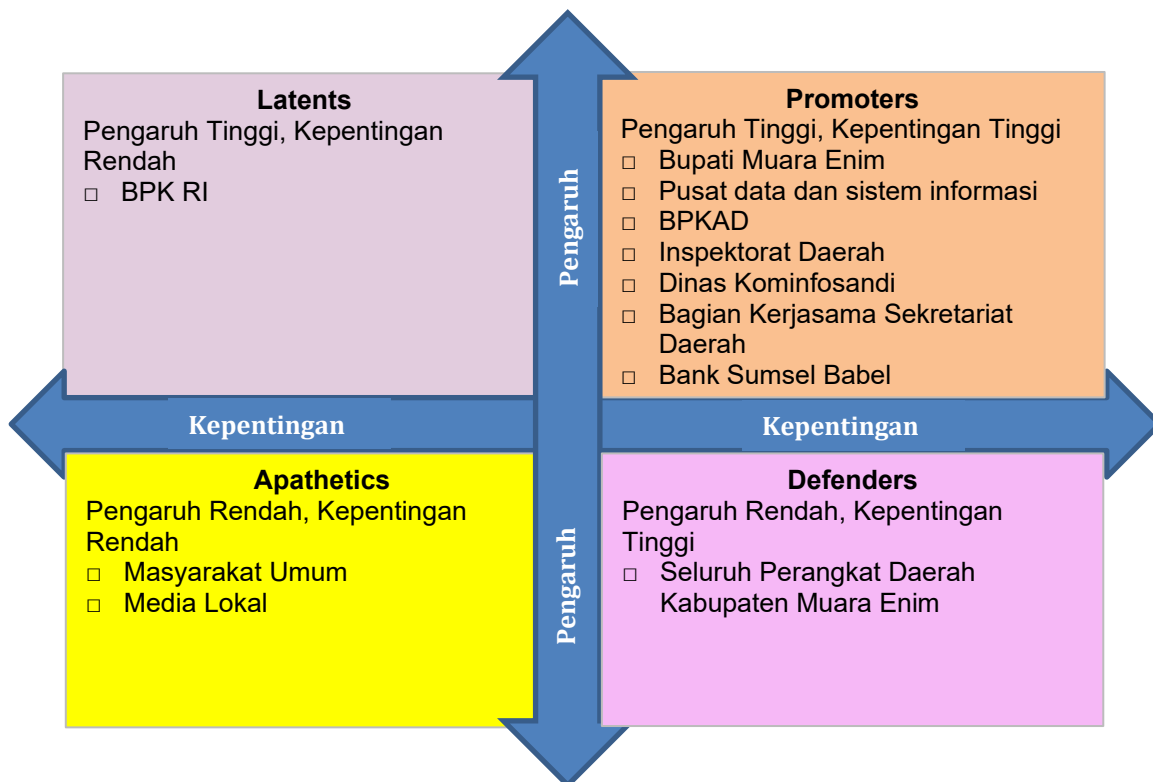 Latents
Pengaruh Tinggi, Kepentingan
Rendah
□ BPK RI
Pengaruh
Promoters
Pengaruh Tinggi, Kepentingan Tinggi
□ Bupati Muara Enim
□ Pusat data dan sistem informasi
□ BPKAD
□ Inspektorat Daerah
□ Dinas Kominfosandi
□ Bagian Kerjasama Sekretariat
Daerah
□ Bank Sumsel Babel
Kepentingan
Kepentingan
Apathetics
Pengaruh Rendah, Kepentingan
Rendah
□ Masyarakat Umum
□ Media Lokal
Pengaruh
Defenders
Pengaruh Rendah, Kepentingan
Tinggi
□ Seluruh Perangkat Daerah
Kabupaten Muara Enim